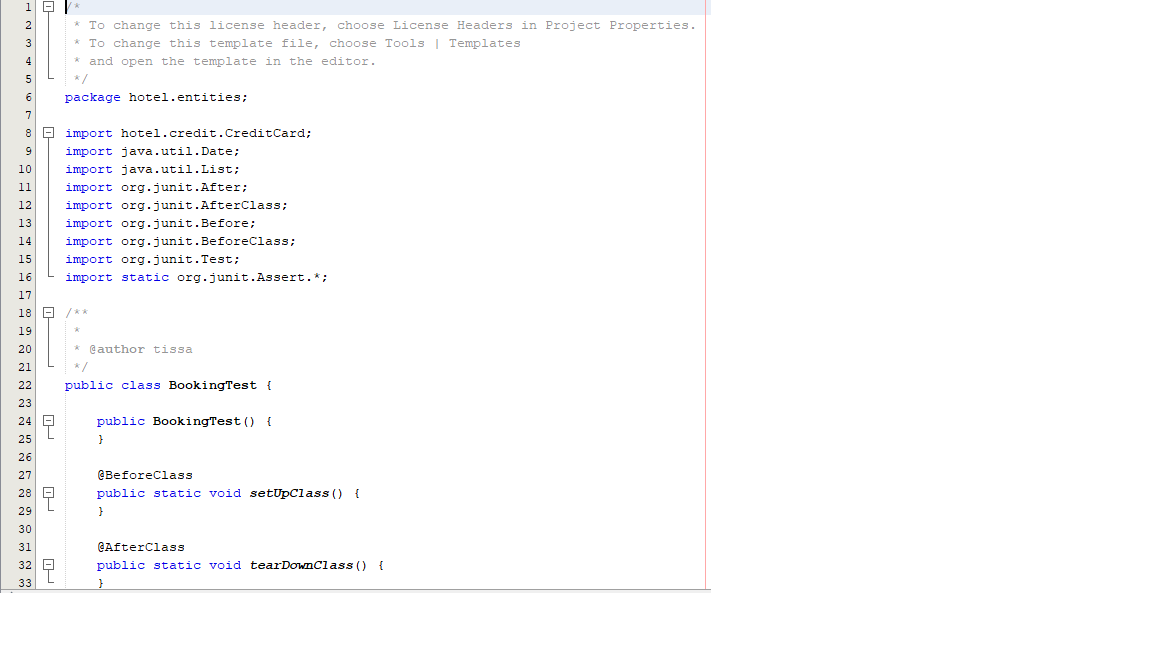 1 /*
2 * To change this license header, choose License Headers in Project Properties.
3 * To change this template file, choose Tools | Templates
4 * and open the template in the editor.
5 */
6 package hotel.entities;
7
8 import hotel.credit.CreditCard;
9 import java.util.Date;
10 import java.util.List;
11 import org.junit.After;
12 import org.junit.AfterClass;
13 import org.junit.Before;
14 import org.junit.BeforeClass;
15 import org.junit.Test;
16 import static org.junit.Assert.*;
17
18 /**
19 *
20 * @author tissa
21 */
22 public class BookingTest {
23
24 public BookingTest() {
25 }
26
27 @BeforeClass
28 public static void setUpClass() {
29 }
30
31 @AfterClass
32 public static void tearDownClass() {
33 }